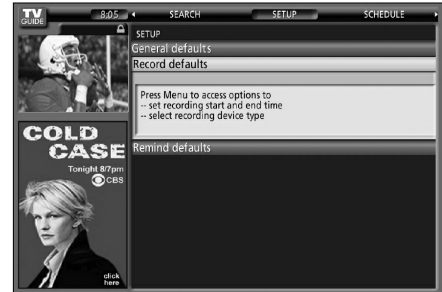 TV
GUIDE
8:05
SEARCH
SETUP
SCHEDULE
SETUP
General defaults
Record defaults
Press Menu to access options to
-- set recording start and end time
-- select recording device type
Remind defaults
COLD
CASE
Tonight 8/7pm
CBS
click
here